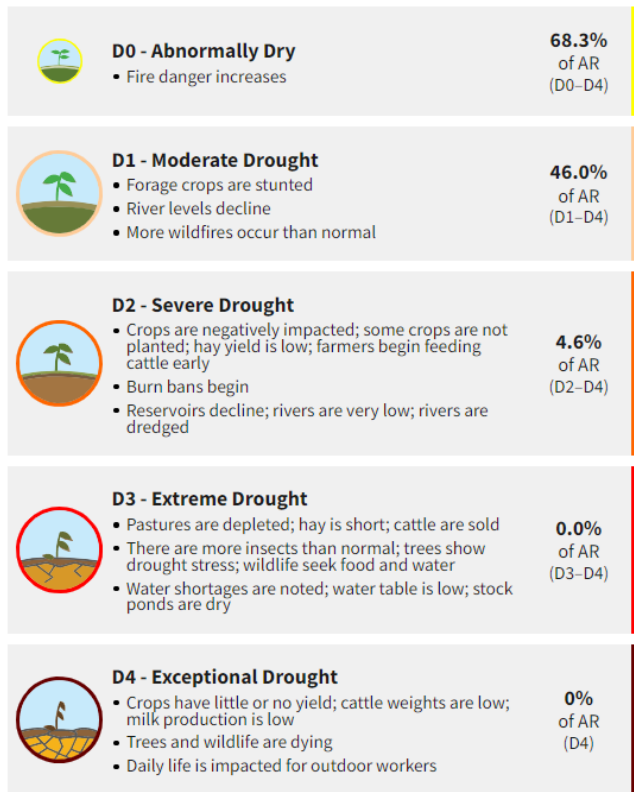 D0 - Abnormally Dry
• Fire danger increases
68.3%
of AR
(D0–D4)
D1 - Moderate Drought
• Forage crops are stunted
• River levels decline
• More wildfires occur than normal
46.0%
of AR
(D1–D4)
D2 - Severe Drought
• Crops are negatively impacted; some crops are not
planted; hay yield is low; farmers begin feeding
cattle early
• Burn bans begin
• Reservoirs decline; rivers are very low; rivers are
dredged
4.6%
of AR
(D2–D4)
D3 - Extreme Drought
• Pastures are depleted; hay is short; cattle are sold
• There are more insects than normal; trees show
drought stress; wildlife seek food and water
• Water shortages are noted; water table is low; stock
ponds are dry
0.0%
of AR
(D3–D4)
D4 - Exceptional Drought
• Crops have little or no yield; cattle weights are low;
milk production is low
• Trees and wildlife are dying
• Daily life is impacted for outdoor workers
0%
of AR
(D4)